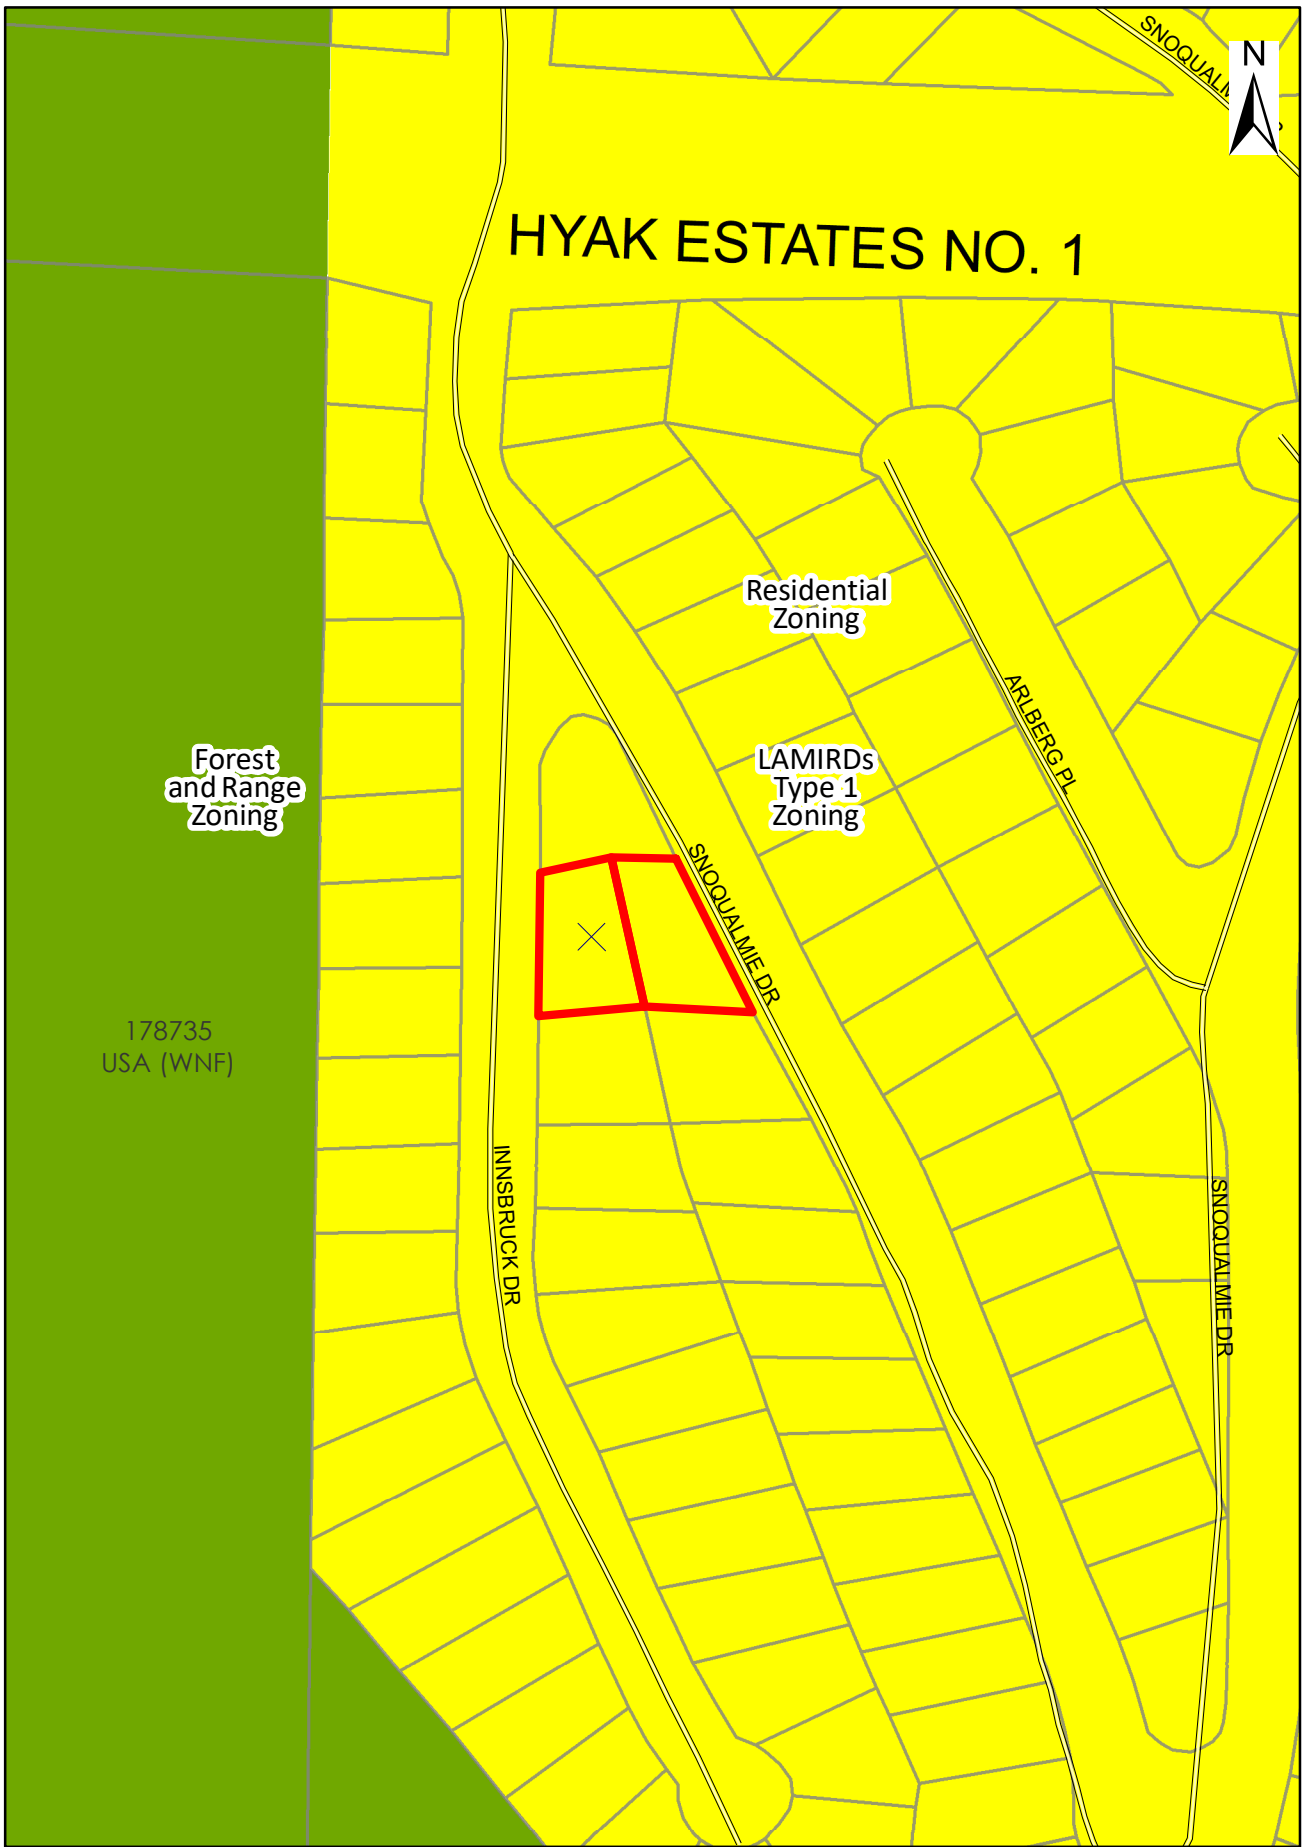 SNOQUALM
N
HYAK ESTATES NO. 1
Residential
Zoning
ARLBERG PL
Forest
and Range
Zoning
LAMIRDs
Type 1
Zoning
SNOQUALMIE DR
178735
USA (WNF)
INNSBRUCK DR
SNOQUALMIE DR